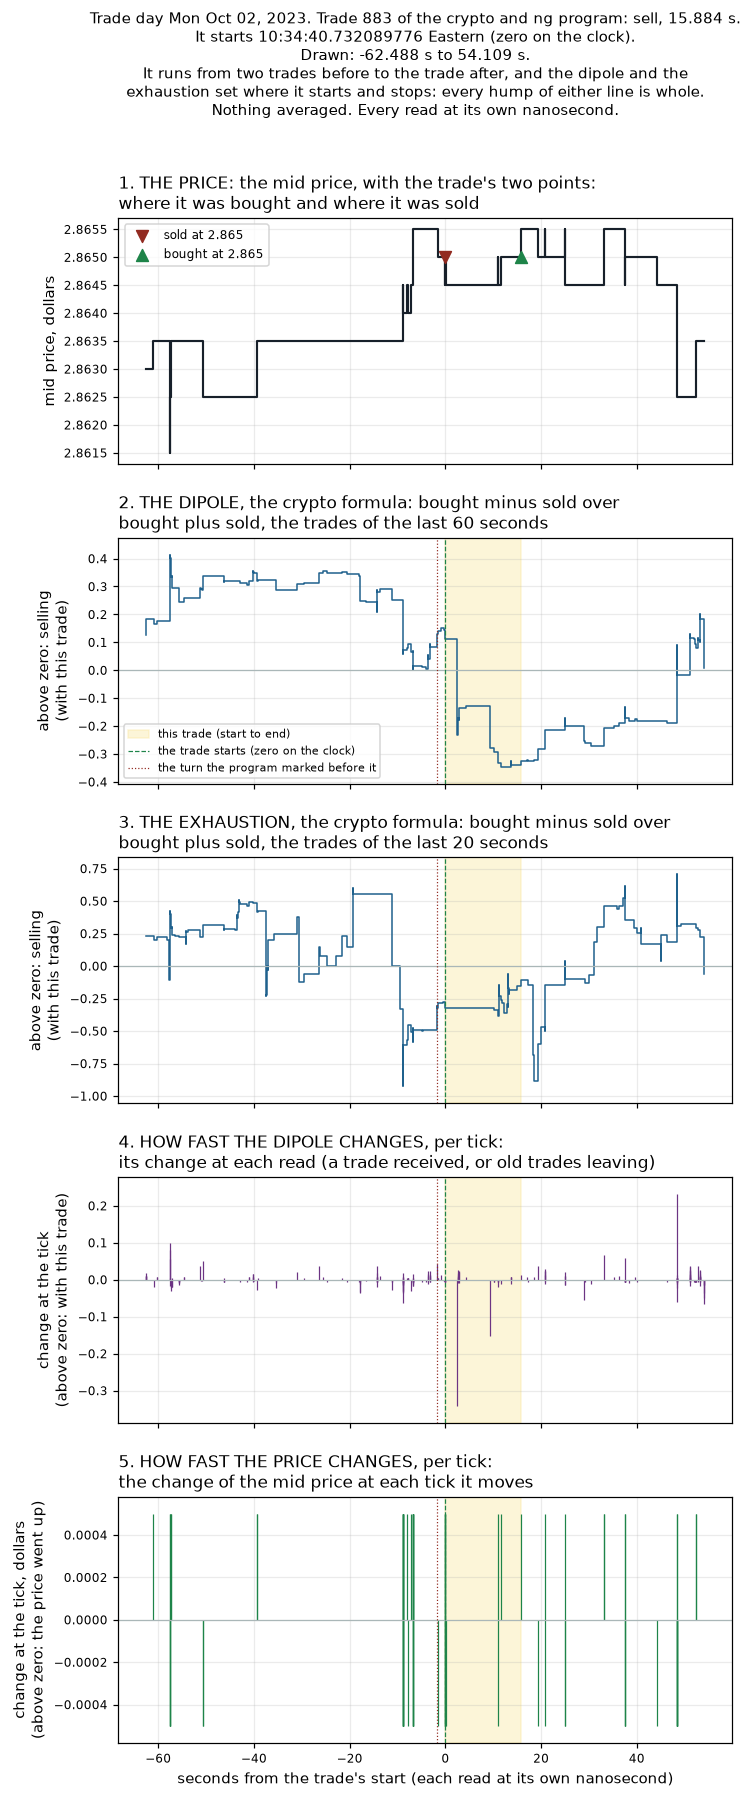 Trade day Mon Oct 02, 2023. Trade 883 of the crypto and ng program: sell, 15.884 s.
It starts 10:34:40.732089776 Eastern (zero on the clock).
Drawn: -62.488 s to 54.109 s.
It runs from two trades before to the trade after, and the dipole and the
exhaustion set where it starts and stops: every hump of either line is whole.
Nothing averaged. Every read at its own nanosecond.
1. THE PRICE: the mid price, with the trade's two points:
where it was bought and where it was sold
sold at 2.865
bought at 2.865
2.8655
2.8650
2.8645
2.8640
2.8635
2.8630
2.8625
2.8620
2.8615
mid price, dollars
2. THE DIPOLE, the crypto formula: bought minus sold over
bought plus sold, the trades of the last 60 seconds
0.4
0.3
0.2
0.1
0.0
−0.1
−0.2
−0.3
−0.4
above zero: selling
(with this trade)
this trade (start to end)
the trade starts (zero on the clock)
the turn the program marked before it
3. THE EXHAUSTION, the crypto formula: bought minus sold over
bought plus sold, the trades of the last 20 seconds
0.75
0.50
0.25
0.00
−0.25
−0.50
−0.75
−1.00
above zero: selling
(with this trade)
4. HOW FAST THE DIPOLE CHANGES, per tick:
its change at each read (a trade received, or old trades leaving)
0.2
0.1
0.0
−0.1
−0.2
−0.3
change at the tick
(above zero: with this trade)
5. HOW FAST THE PRICE CHANGES, per tick:
the change of the mid price at each tick it moves
0.0004
0.0002
0.0000
−0.0002
−0.0004
change at the tick, dollars
(above zero: the price went up)
−60
−40
−20
0
20
40
seconds from the trade's start (each read at its own nanosecond)